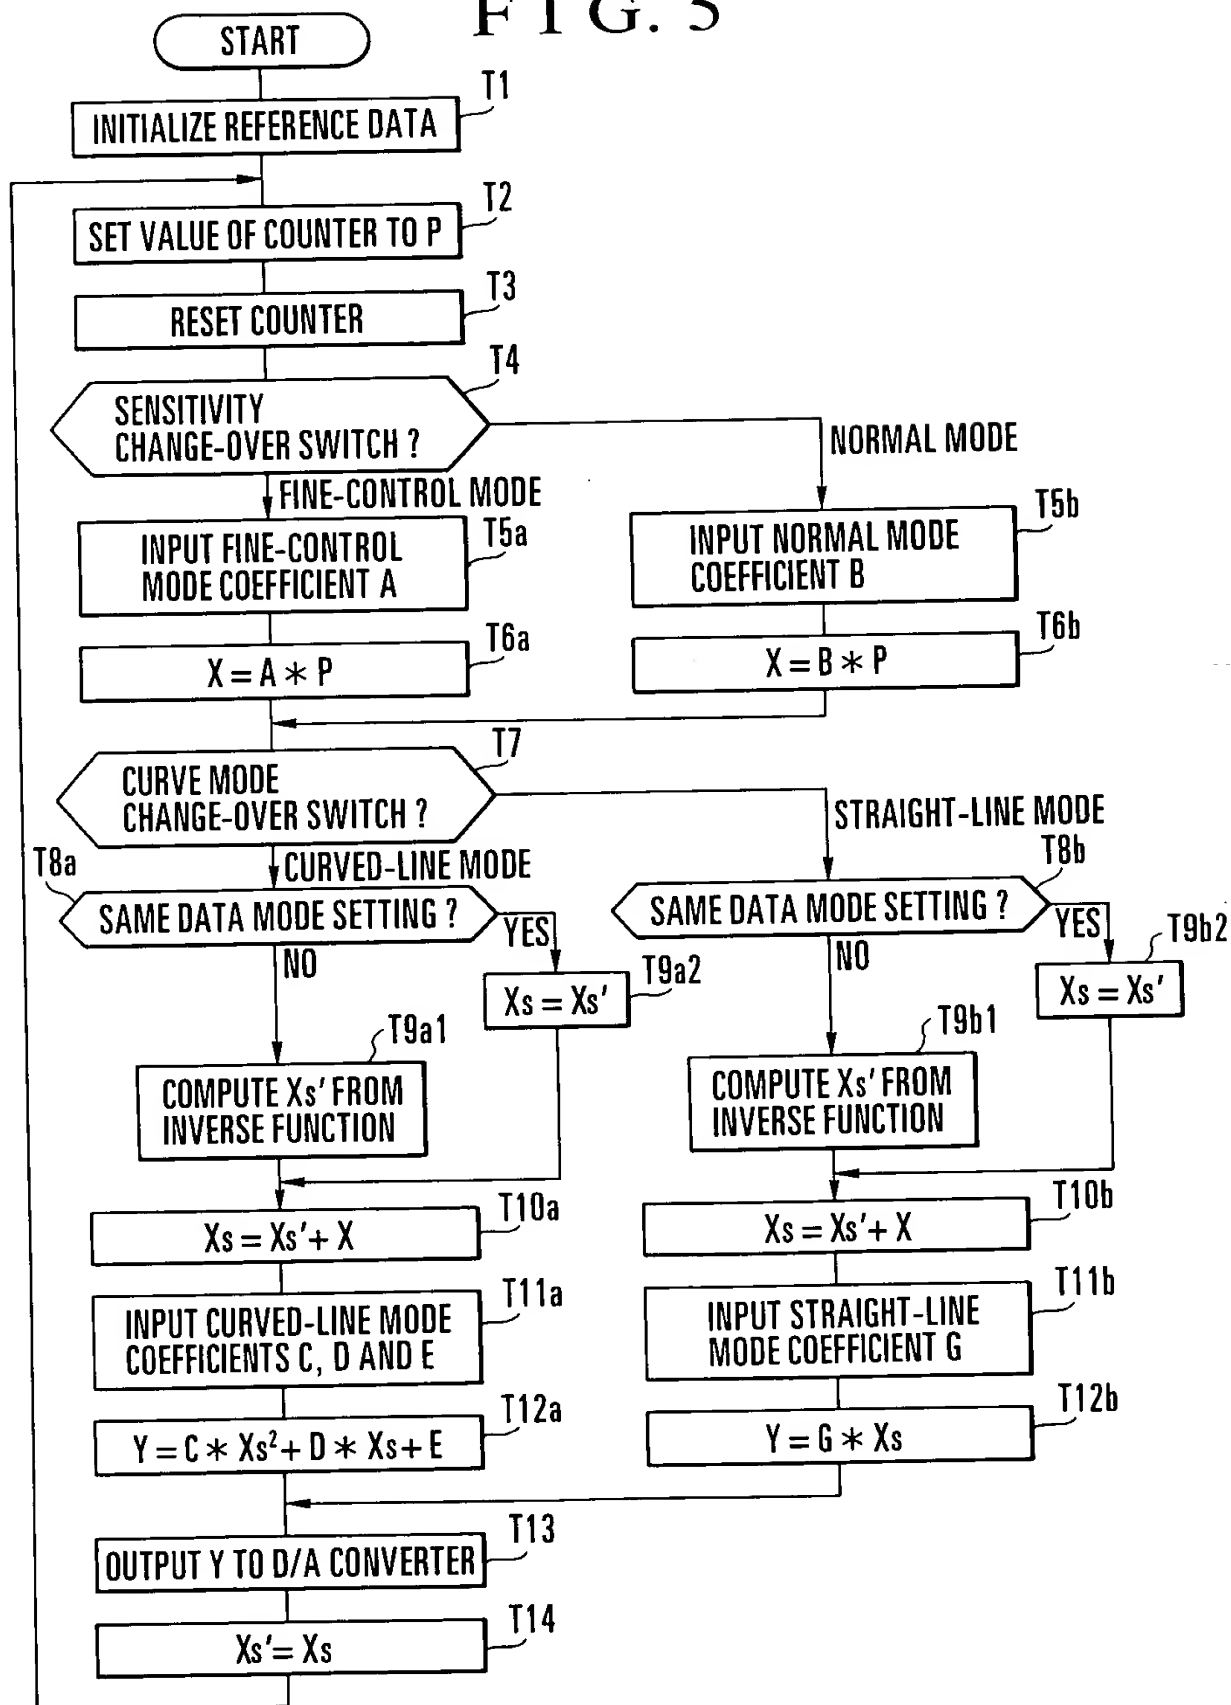 FIG. 5
START
T1
INITIALIZE REFERENCE DATA
T2
SET VALUE OF COUNTER TO P
T3
RESET COUNTER
T4
SENSITIVITY
CHANGE-OVER SWITCH ?
NORMAL MODE
FINE-CONTROL MODE
T5a
INPUT FINE-CONTROL
MODE COEFFICIENT A
T5b
INPUT NORMAL MODE
COEFFICIENT B
T6a
X = A * P
T6b
X = B * P
T7
CURVE MODE
CHANGE-OVER SWITCH ?
STRAIGHT-LINE MODE
CURVED-LINE MODE
T8a
SAME DATA MODE SETTING ?
YES
NO
T8b
SAME DATA MODE SETTING ?
YES
NO
T9a2
Xs = Xs'
T9b2
Xs = Xs'
T9a1
COMPUTE Xs' FROM
INVERSE FUNCTION
T9b1
COMPUTE Xs' FROM
INVERSE FUNCTION
T10a
Xs = Xs' + X
T10b
Xs = Xs' + X
T11a
INPUT CURVED-LINE MODE
COEFFICIENTS C, D AND E
T11b
INPUT STRAIGHT-LINE
MODE COEFFICIENT G
T12a
Y = C * Xs² + D * Xs + E
T12b
Y = G * Xs
T13
OUTPUT Y TO D/A CONVERTER
T14
Xs' = Xs